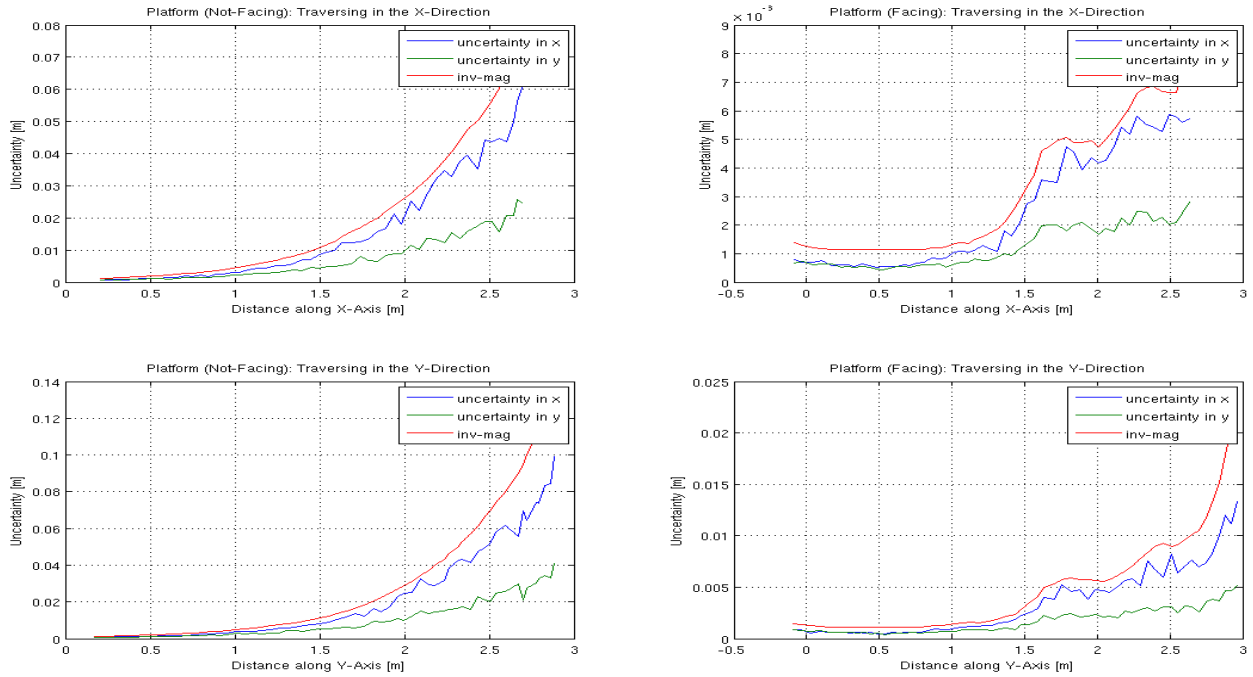 Platform (Not-Facing): Traversing in the X-Direction
0.08
0.07
0.06
0.05
0.04
0.03
0.02
0.01
0
Uncertainty [m]
uncertainty in x
uncertainty in y
inv-mag
0 0.5 1 1.5 2 2.5 3
Distance along X-Axis [m]
Platform (Facing): Traversing in the X-Direction
x 10⁻³
9
8
7
6
5
4
3
2
1
0
Uncertainty [m]
uncertainty in x
uncertainty in y
inv-mag
-0.5 0 0.5 1 1.5 2 2.5 3
Distance along X-Axis [m]
Platform (Not-Facing): Traversing in the Y-Direction
0.14
0.12
0.1
0.08
0.06
0.04
0.02
0
Uncertainty [m]
uncertainty in x
uncertainty in y
inv-mag
0 0.5 1 1.5 2 2.5 3
Distance along Y-Axis [m]
Platform (Facing): Traversing in the Y-Direction
0.025
0.02
0.015
0.01
0.005
0
Uncertainty [m]
uncertainty in x
uncertainty in y
inv-mag
-0.5 0 0.5 1 1.5 2 2.5 3
Distance along Y-Axis [m]